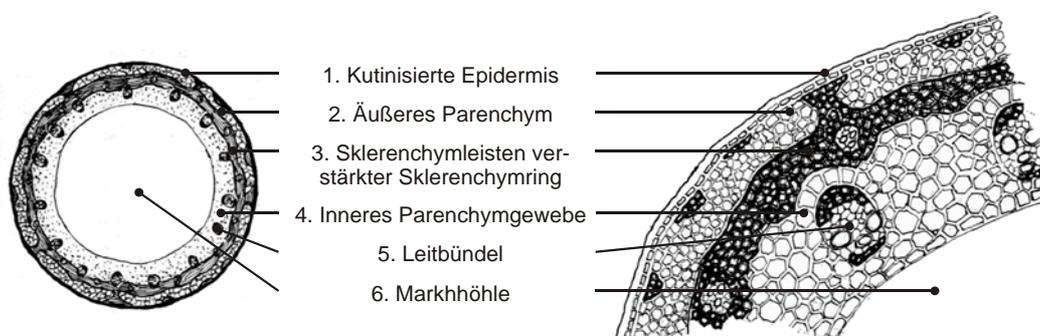 1. Kutinisierte Epidermis
2. Äußeres Parenchym
3. Sklerenchymleisten ver-
stärkter Sklerenchymring
4. Inneres Parenchymgewebe
5. Leitbündel
6. Markhhöhle